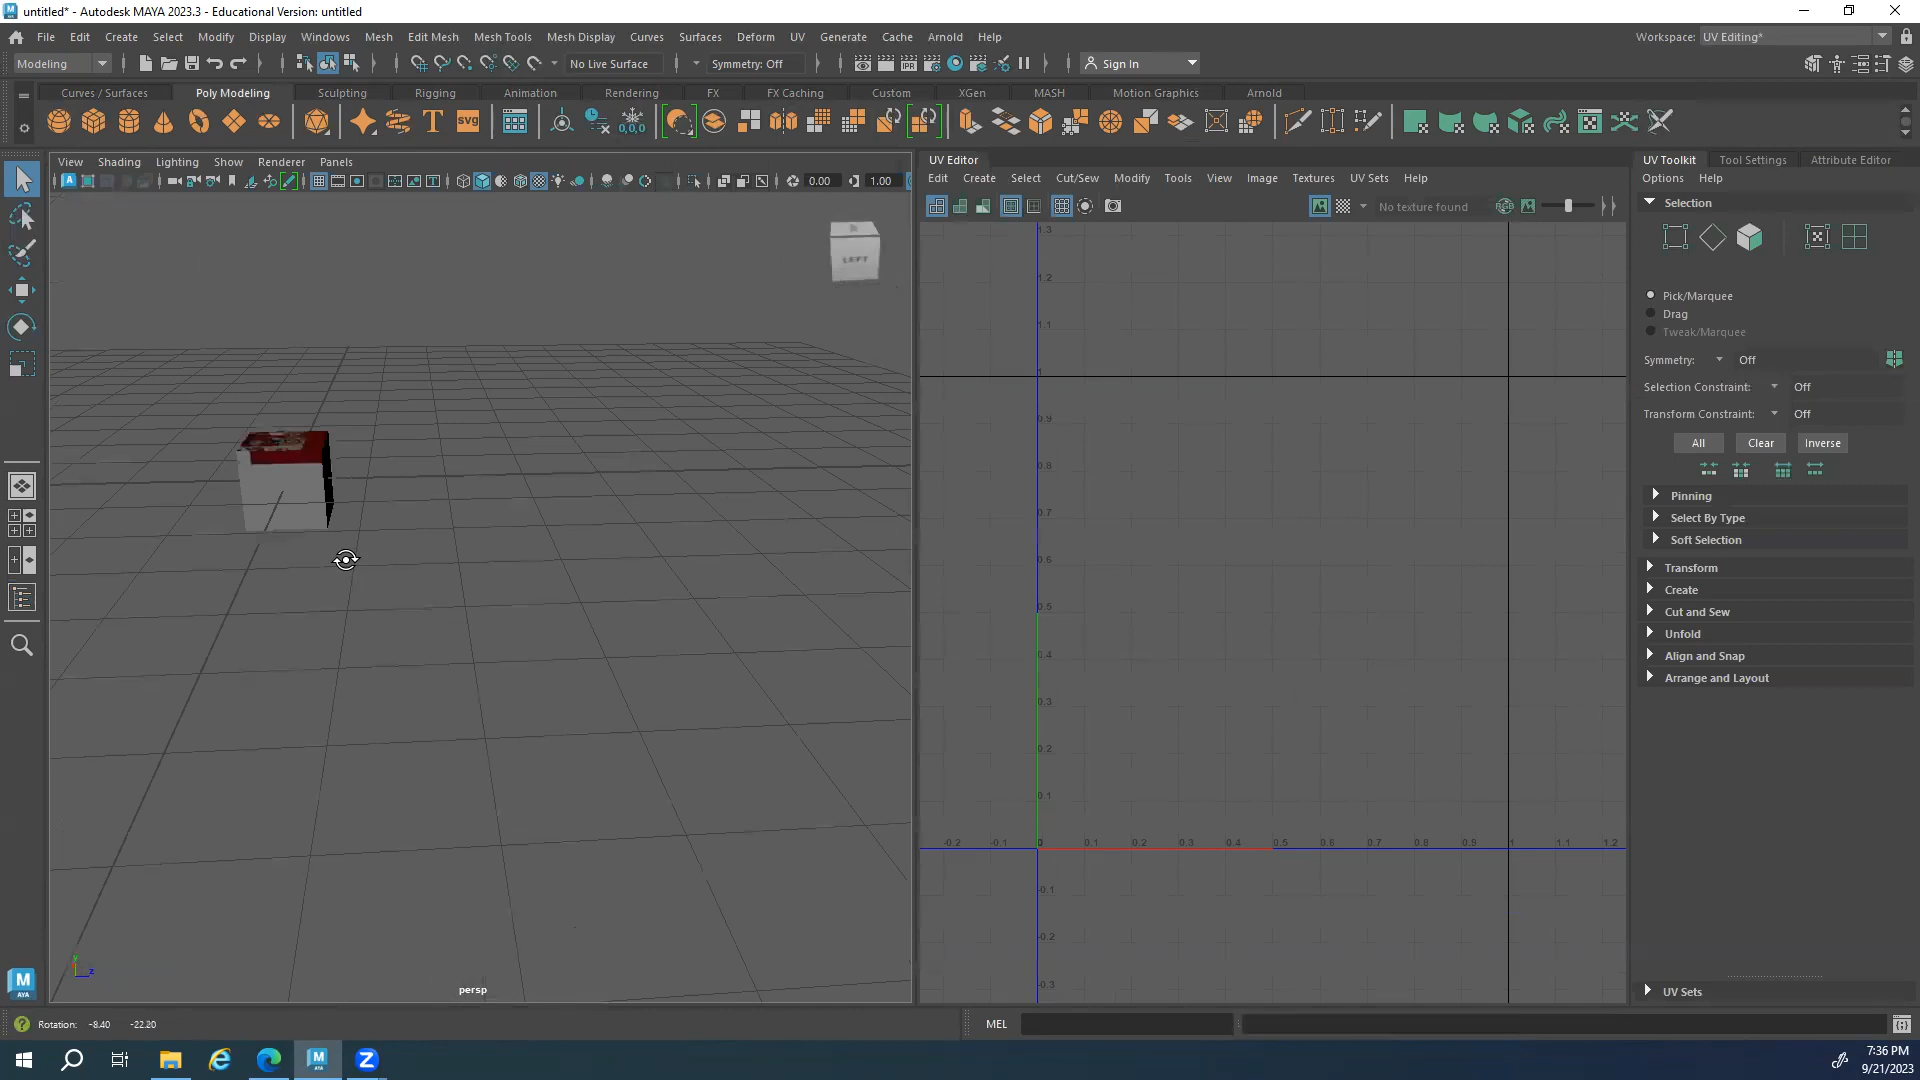 untitled* - Autodesk MAYA 2023.3 - Educational Version: untitled
File Edit Create Select Modify Display Windows Mesh Edit Mesh Mesh Tools Mesh Display Curves Surfaces Deform UV Generate Cache Arnold Help
Workspace: UV Editing*
Modeling
No Live Surface
Symmetry: Off
Sign In
Curves / Surfaces Poly Modeling Sculpting Rigging Animation Rendering FX FX Caching Custom XGen MASH Motion Graphics Arnold
SVG
0,0,0
View Shading Lighting Show Renderer Panels
0.00
1.00
LEFT
persp
UV Editor
Edit Create Select Cut/Sew Modify Tools View Image Textures UV Sets Help
No texture found
RGB
1.3
1.2
1.1
1
0.9
0.8
0.7
0.6
0.5
0.4
0.3
0.2
0.1
-0.2 -0.1 0 0.1 0.2 0.3 0.4 0.5 0.6 0.7 0.8 0.9 1 1.1 1.2
-0.1
-0.2
-0.3
UV Toolkit Tool Settings Attribute Editor
Options Help
Selection
Pick/Marquee
Drag
Tweak/Marquee
Symmetry: Off
Selection Constraint: Off
Transform Constraint: Off
All Clear Inverse
Pinning
Select By Type
Soft Selection
Transform
Create
Cut and Sew
Unfold
Align and Snap
Arrange and Layout
UV Sets
M
AYA
Rotation: -8.40 -22.20
MEL
7:36 PM
9/21/2023